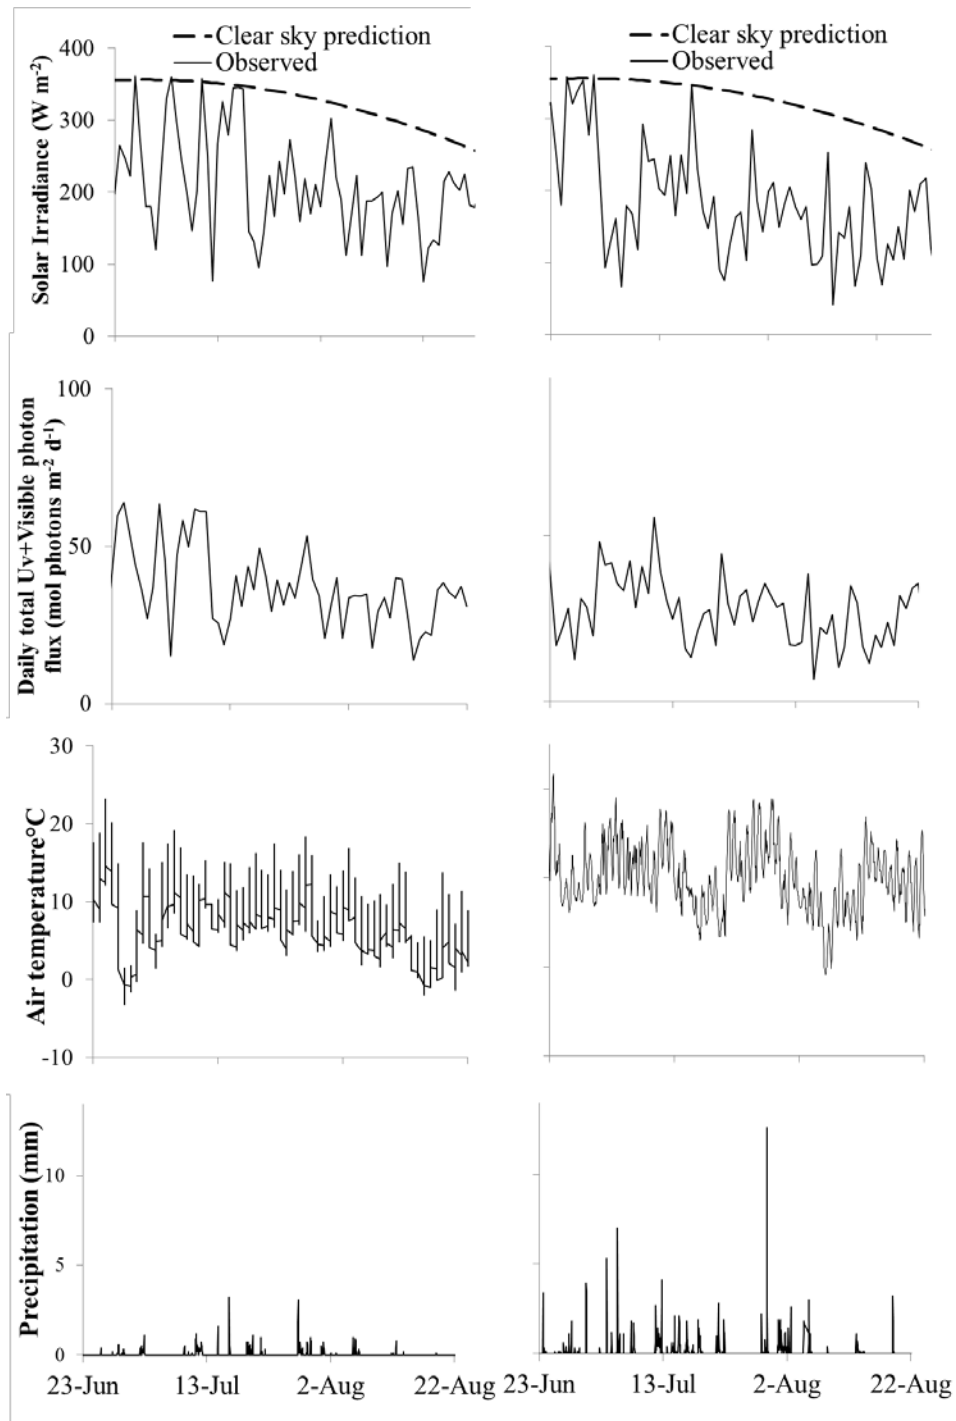 Clear sky prediction
Observed
Clear sky prediction
Observed
Solar Irradiance (W m-2)
400
300
200
100
0
Daily total Uv+Visible photon
flux (mol photons m-2 d-1)
100
50
0
Air temperature°C
30
20
10
0
-10
Precipitation (mm)
10
5
0
23-Jun 13-Jul 2-Aug 22-Aug
23-Jun 13-Jul 2-Aug 22-Aug